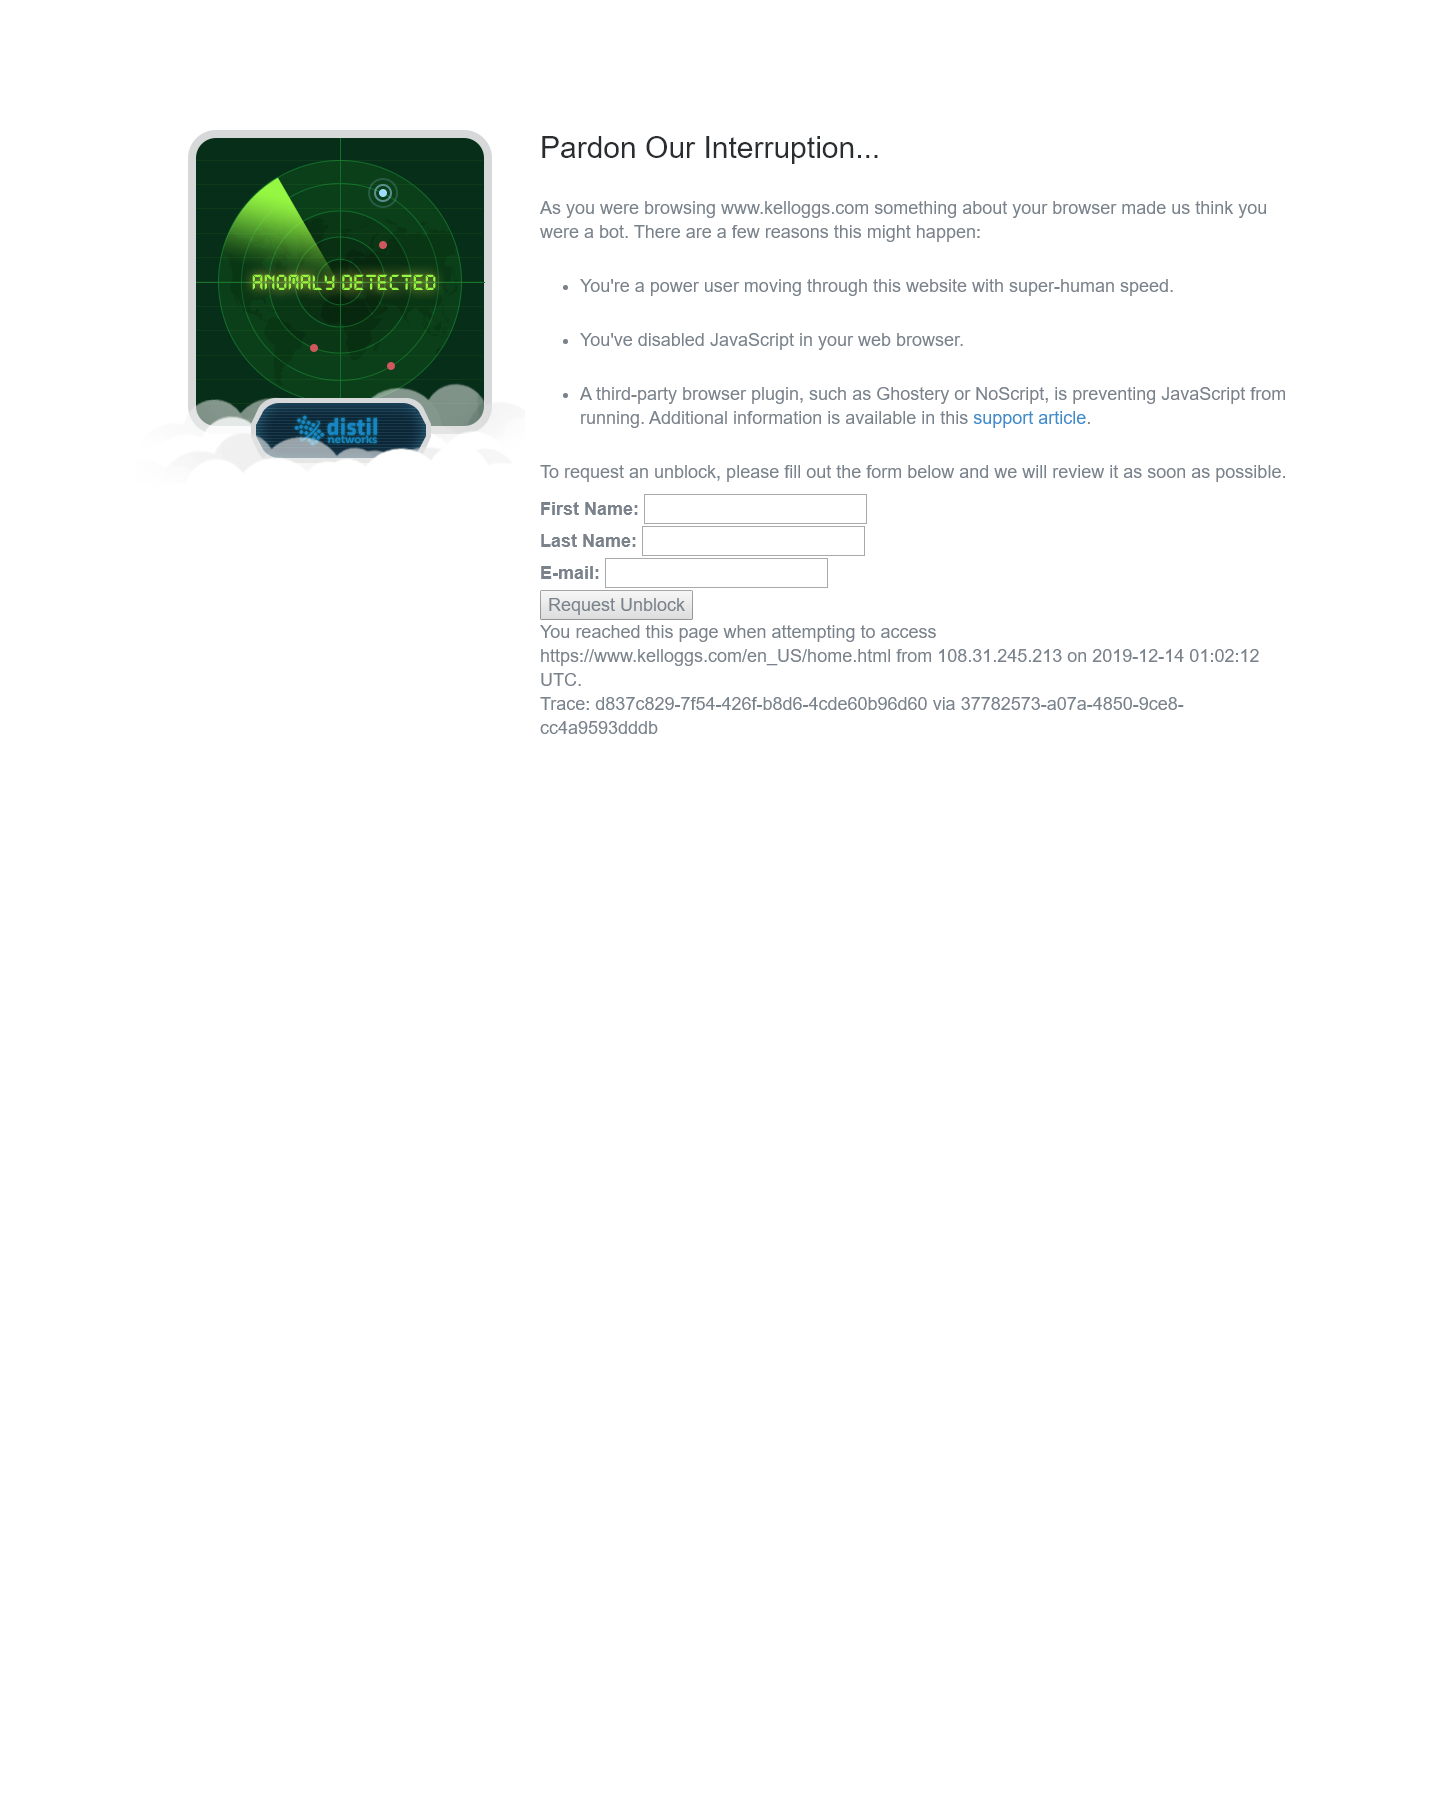 ANOMALY DETECTED
distil
networks
Pardon Our Interruption...
As you were browsing www.kelloggs.com something about your browser made us think you
were a bot. There are a few reasons this might happen:
You're a power user moving through this website with super-human speed.
You've disabled JavaScript in your web browser.
A third-party browser plugin, such as Ghostery or NoScript, is preventing JavaScript from
running. Additional information is available in this support article.
To request an unblock, please fill out the form below and we will review it as soon as possible.
First Name:
Last Name:
E-mail:
Request Unblock
You reached this page when attempting to access
https://www.kelloggs.com/en_US/home.html from 108.31.245.213 on 2019-12-14 01:02:12
UTC.
Trace: d837c829-7f54-426f-b8d6-4cde60b96d60 via 37782573-a07a-4850-9ce8-
cc4a9593dddb